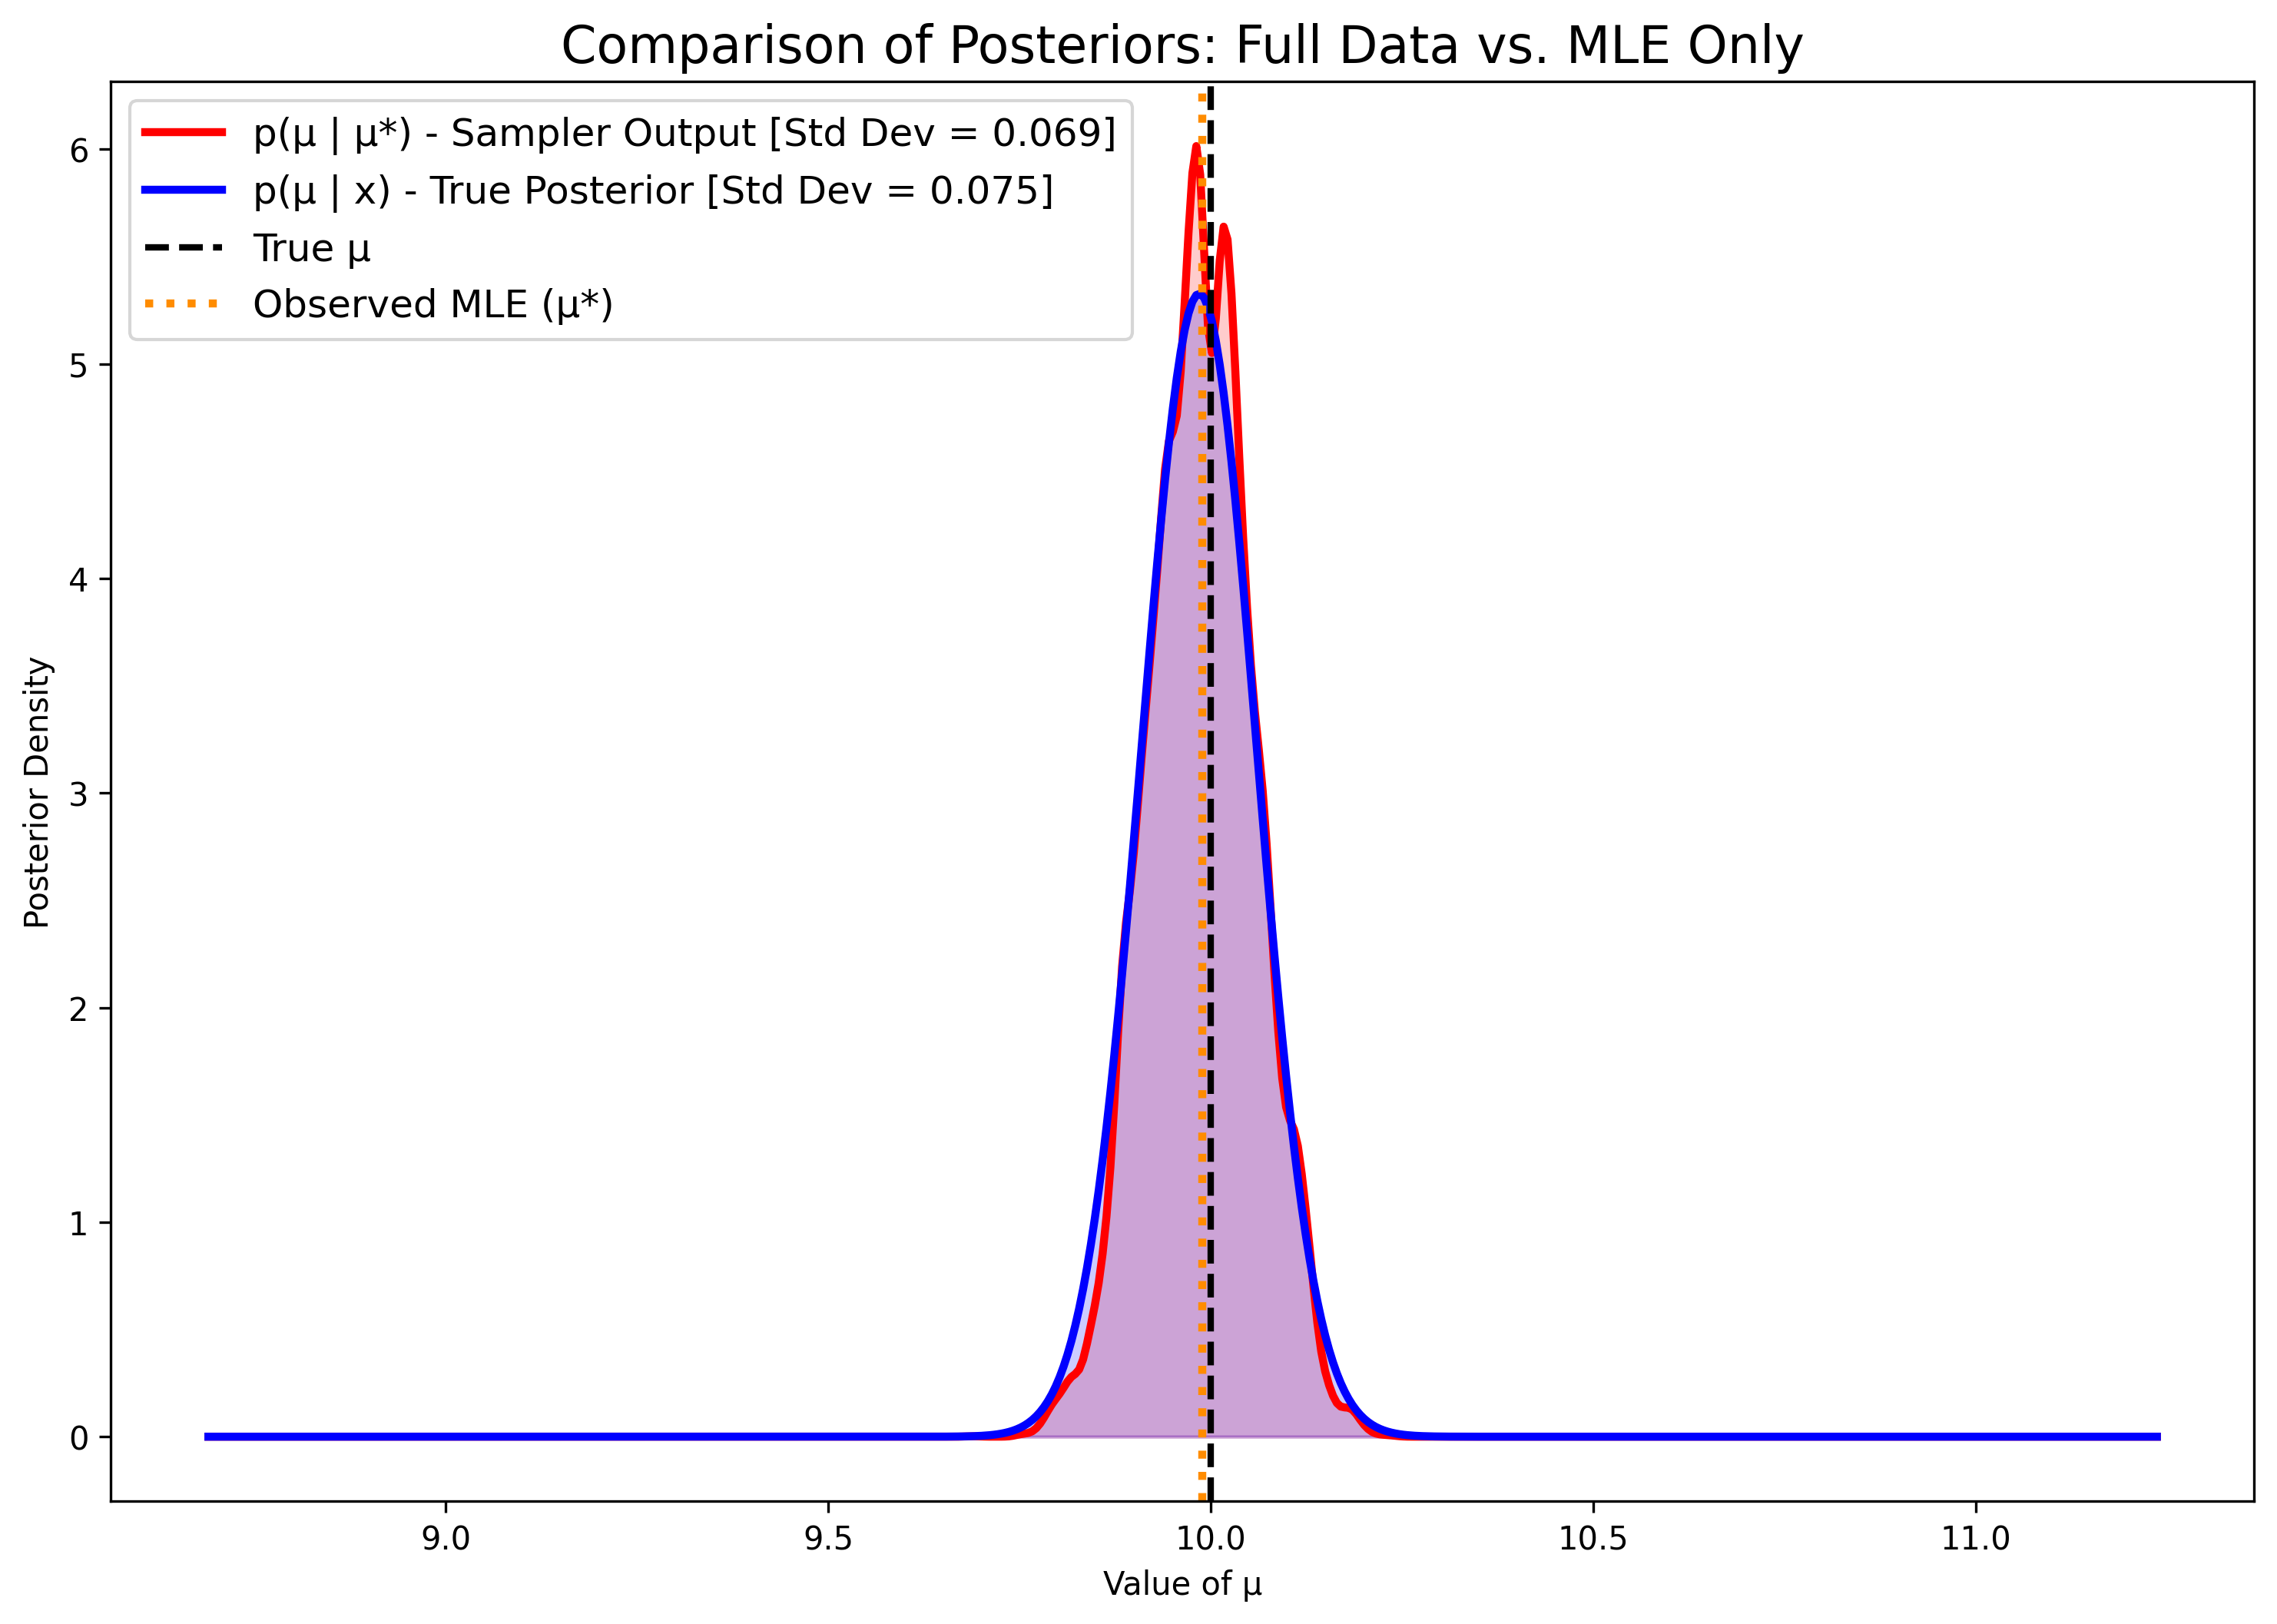 Comparison of Posteriors: Full Data vs. MLE Only
p(μ | μ*) - Sampler Output [Std Dev = 0.069]
p(μ | x) - True Posterior [Std Dev = 0.075]
True μ
Observed MLE (μ*)
Posterior Density
6
5
4
3
2
1
0
9.0 9.5 10.0 10.5 11.0
Value of μ